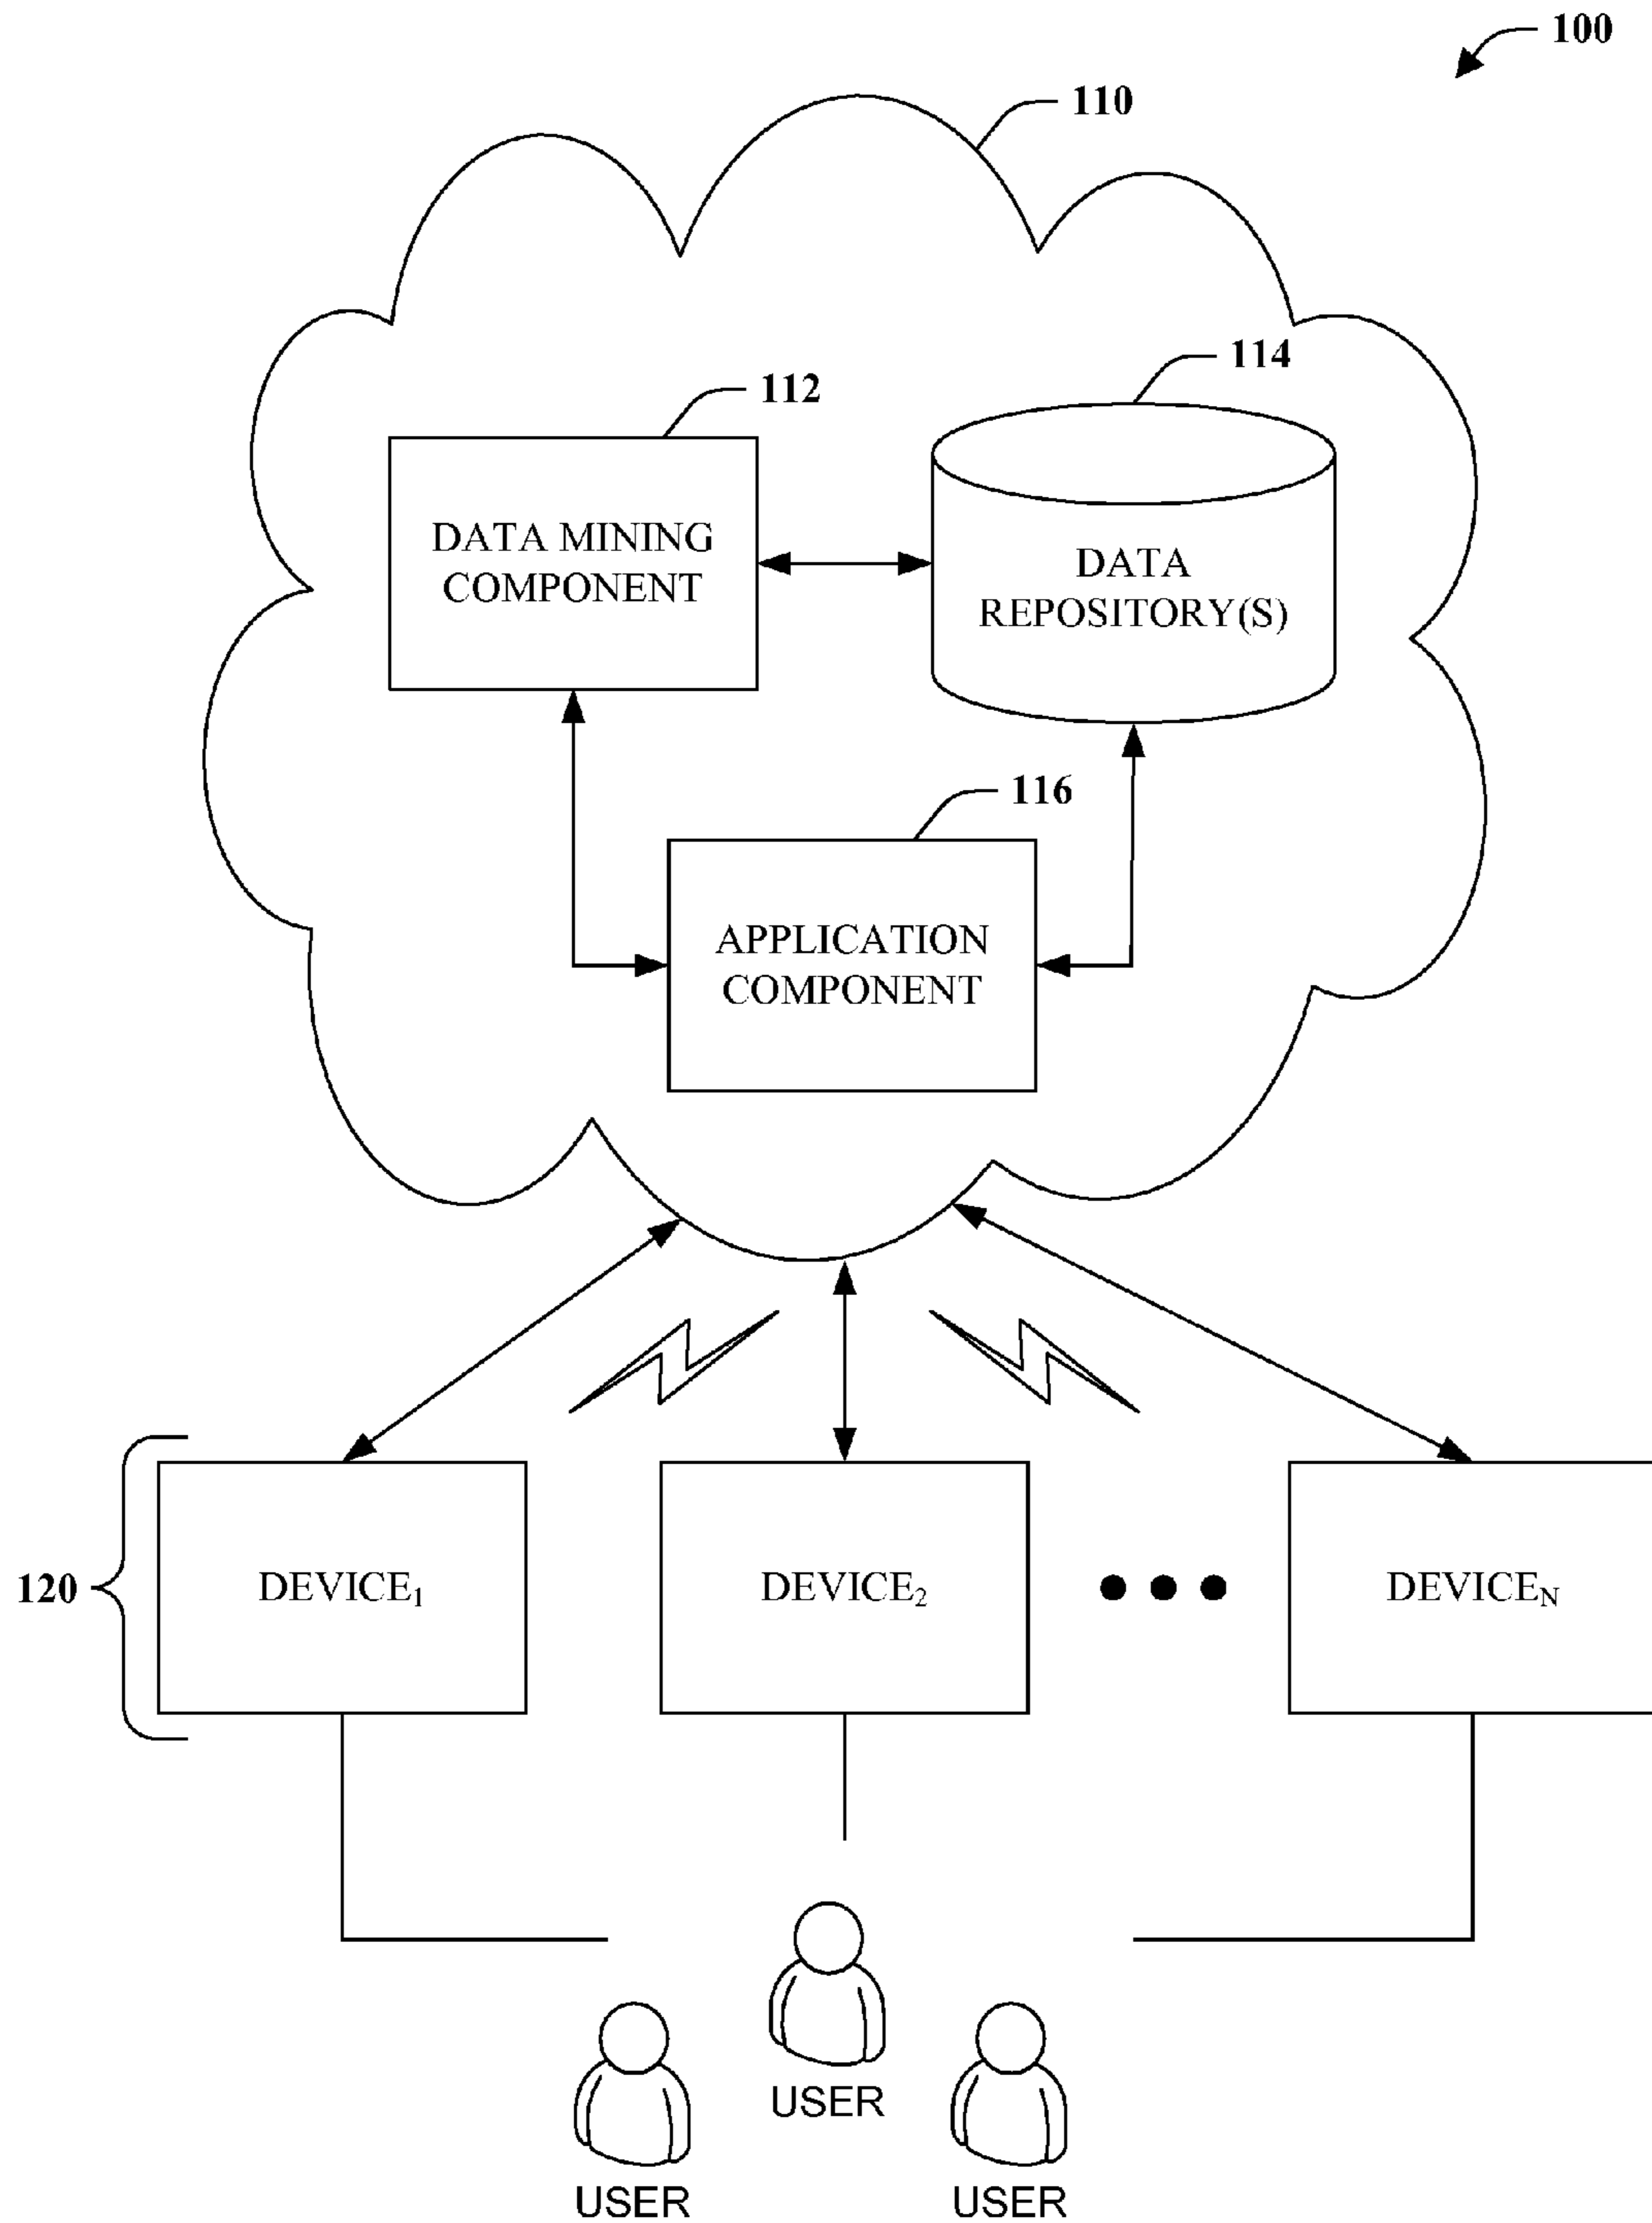 100
110
114
112
DATA MINING
COMPONENT
DATA
REPOSITORY(S)
116
APPLICATION
COMPONENT
120
DEVICE₁
DEVICE₂
DEVICEN
USER
USER
USER